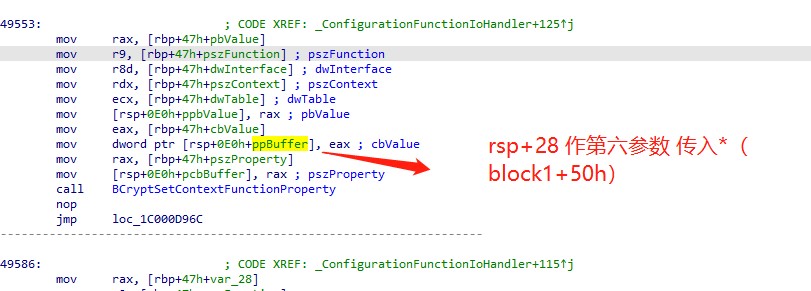 49553: ; CODE XREF: _ConfigurationFunctionIoHandler+125↑j
mov rax, [rbp+47h+pbValue]
mov r9, [rbp+47h+pszFunction] ; pszFunction
mov r8d, [rbp+47h+dwInterface] ; dwInterface
mov rdx, [rbp+47h+pszContext] ; pszContext
mov ecx, [rbp+47h+dwTable] ; dwTable
mov [rsp+0E0h+ppbValue], rax ; pbValue
mov eax, [rbp+47h+cbValue]
mov dword ptr [rsp+0E0h+ppBuffer], eax ; cbValue
mov rax, [rbp+47h+pszProperty]
mov [rsp+0E0h+pcbBuffer], rax ; pszProperty
call BCryptSetContextFunctionProperty
nop
jmp loc_1C000D96C
rsp+28 作第六参数 传入*（
block1+50h）
49586: ; CODE XREF: _ConfigurationFunctionIoHandler+115↑j
mov rax, [rbp+47h+var_28]